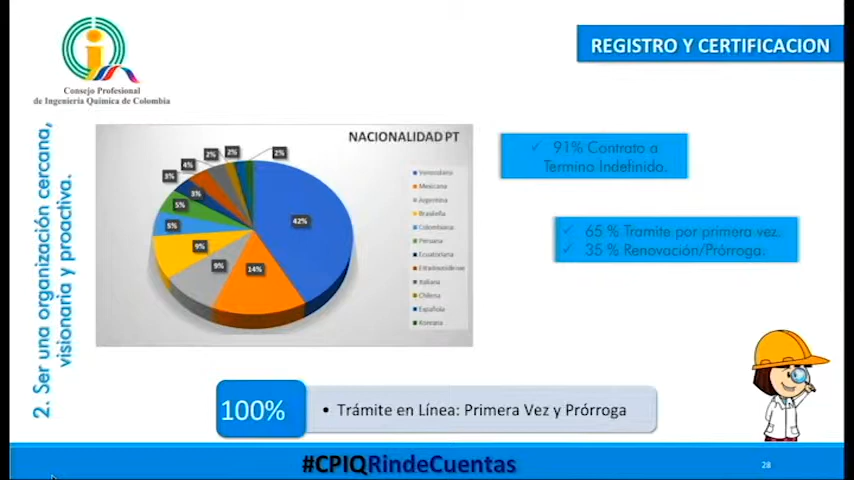 REGISTRO Y CERTIFICACION
Consejo Profesional
de Ingeniería Química de Colombia
2. Ser una organización cercana,
visionaria y proactiva.
NACIONALIDAD PT
2%
2%
2%
4%
3%
3%
5%
5%
9%
9%
14%
42%
Venezolana
Mexicana
Argentina
Brasileña
Colombiana
Peruana
Ecuatoriana
Estadounidense
Italiana
Chilena
Española
Koreana
✓ 91% Contrato a
Termino Indefinido.
✓ 65 % Tramite por primera vez.
✓ 35 % Renovación/Prórroga.
100%
• Trámite en Línea: Primera Vez y Prórroga
#CPIQRindeCuentas
28